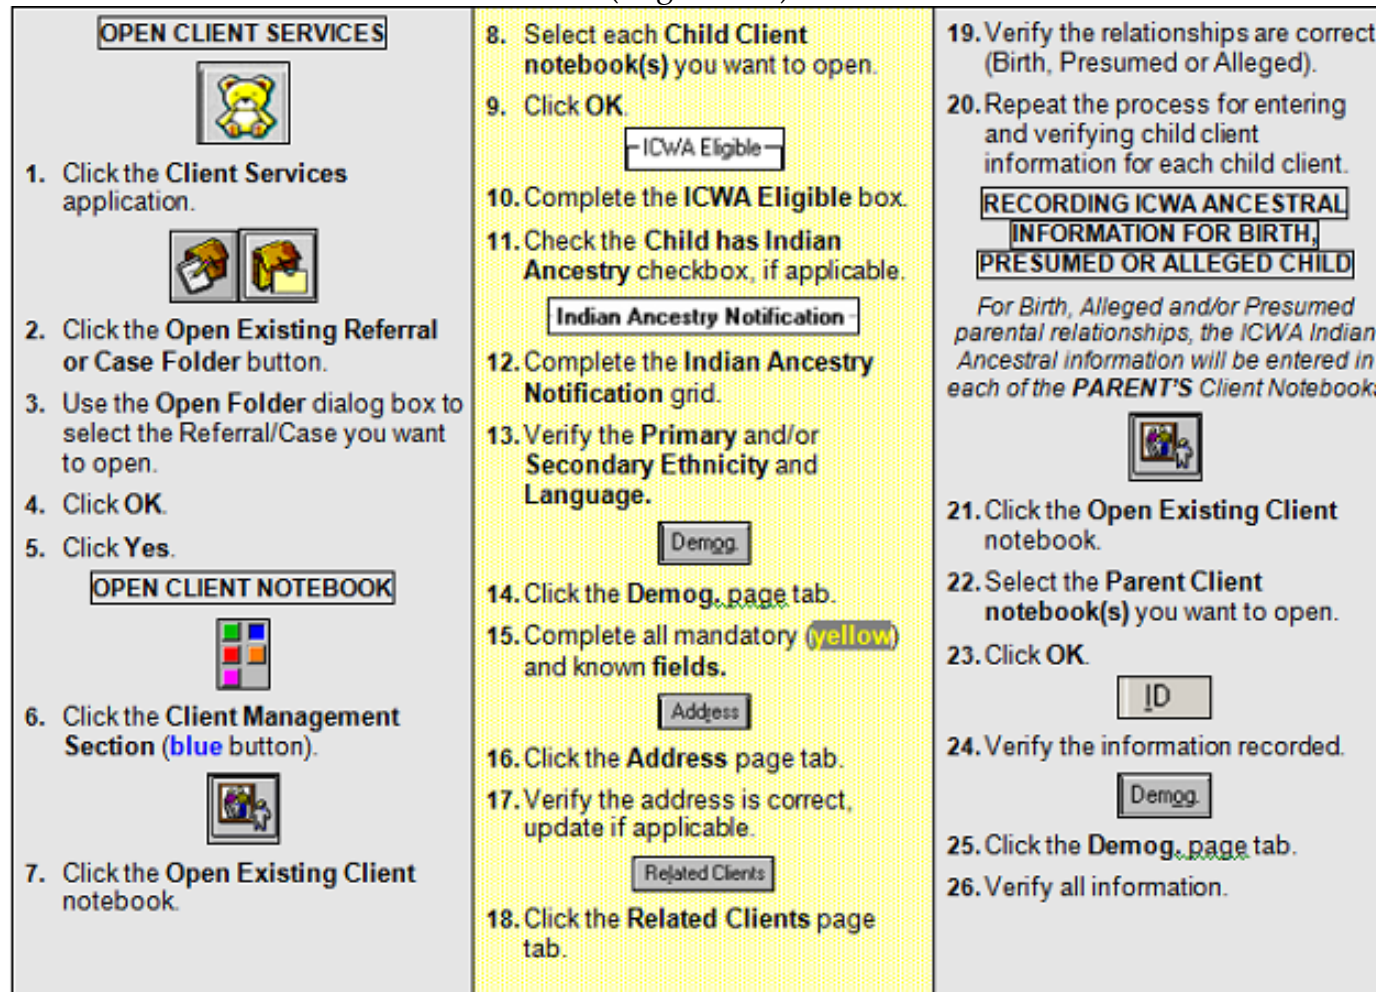 OPEN CLIENT SERVICES
1. Click the Client Services
application.
2. Click the Open Existing Referral
or Case Folder button.
3. Use the Open Folder dialog box to
select the Referral/Case you want
to open.
4. Click OK.
5. Click Yes.
OPEN CLIENT NOTEBOOK
6. Click the Client Management
Section (blue button).
7. Click the Open Existing Client
notebook.
8. Select each Child Client
notebook(s) you want to open.
9. Click OK.
ICWA Eligible
10. Complete the ICWA Eligible box.
11. Check the Child has Indian
Ancestry checkbox, if applicable.
Indian Ancestry Notification
12. Complete the Indian Ancestry
Notification grid.
13. Verify the Primary and/or
Secondary Ethnicity and
Language.
Demog.
14. Click the Demog. page tab.
15. Complete all mandatory (yellow)
and known fields.
Address
16. Click the Address page tab.
17. Verify the address is correct,
update if applicable.
Related Clients
18. Click the Related Clients page
tab.
19. Verify the relationships are correct
(Birth, Presumed or Alleged).
20. Repeat the process for entering
and verifying child client
information for each child client.
RECORDING ICWA ANCESTRAL
INFORMATION FOR BIRTH,
PRESUMED OR ALLEGED CHILD
For Birth, Alleged and/or Presumed
parental relationships, the ICWA Indian
Ancestral information will be entered in
each of the PARENT'S Client Notebooks
21. Click the Open Existing Client
notebook.
22. Select the Parent Client
notebook(s) you want to open.
23. Click OK.
ID
24. Verify the information recorded.
Demog.
25. Click the Demog. page tab.
26. Verify all information.